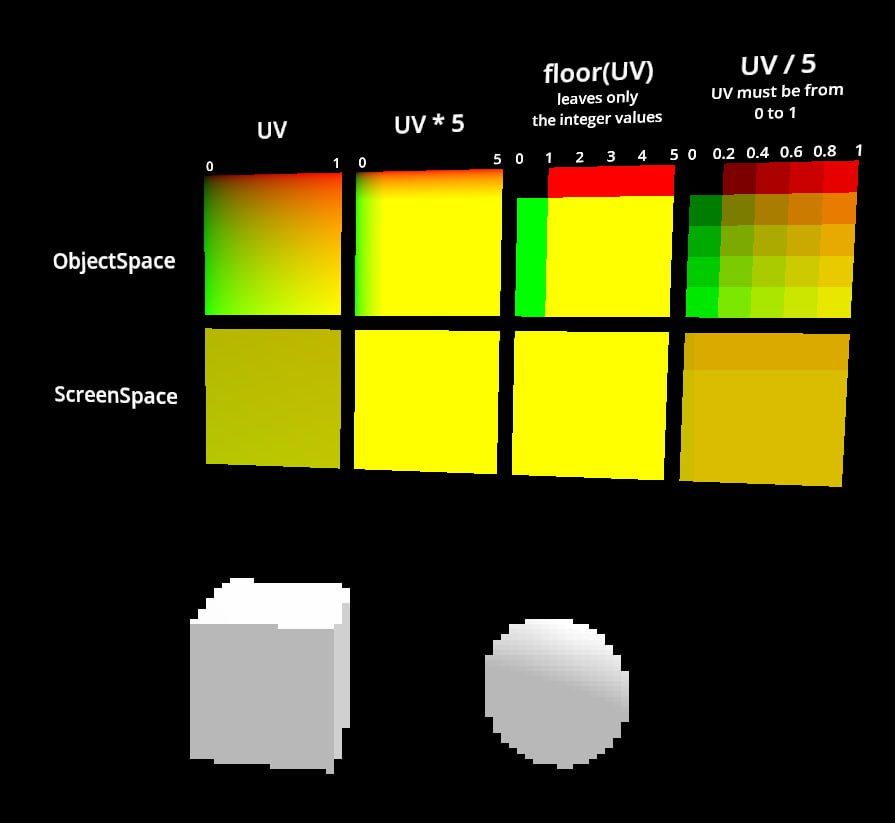 UV
UV * 5
floor(UV)
leaves only
the integer values
UV / 5
UV must be from
0 to 1
0 1
0 5
0 1 2 3 4 5
0 0.2 0.4 0.6 0.8 1
ObjectSpace
ScreenSpace